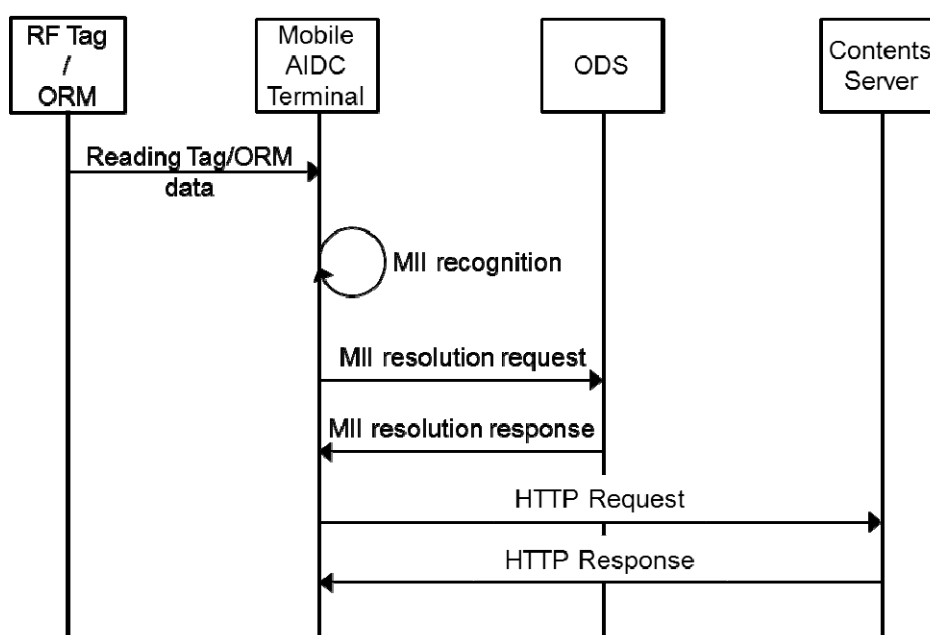 RF Tag
/
ORM
Mobile
AIDC
Terminal
ODS
Contents
Server
Reading Tag/ORM
data
MII recognition
MII resolution request
MII resolution response
HTTP Request
HTTP Response